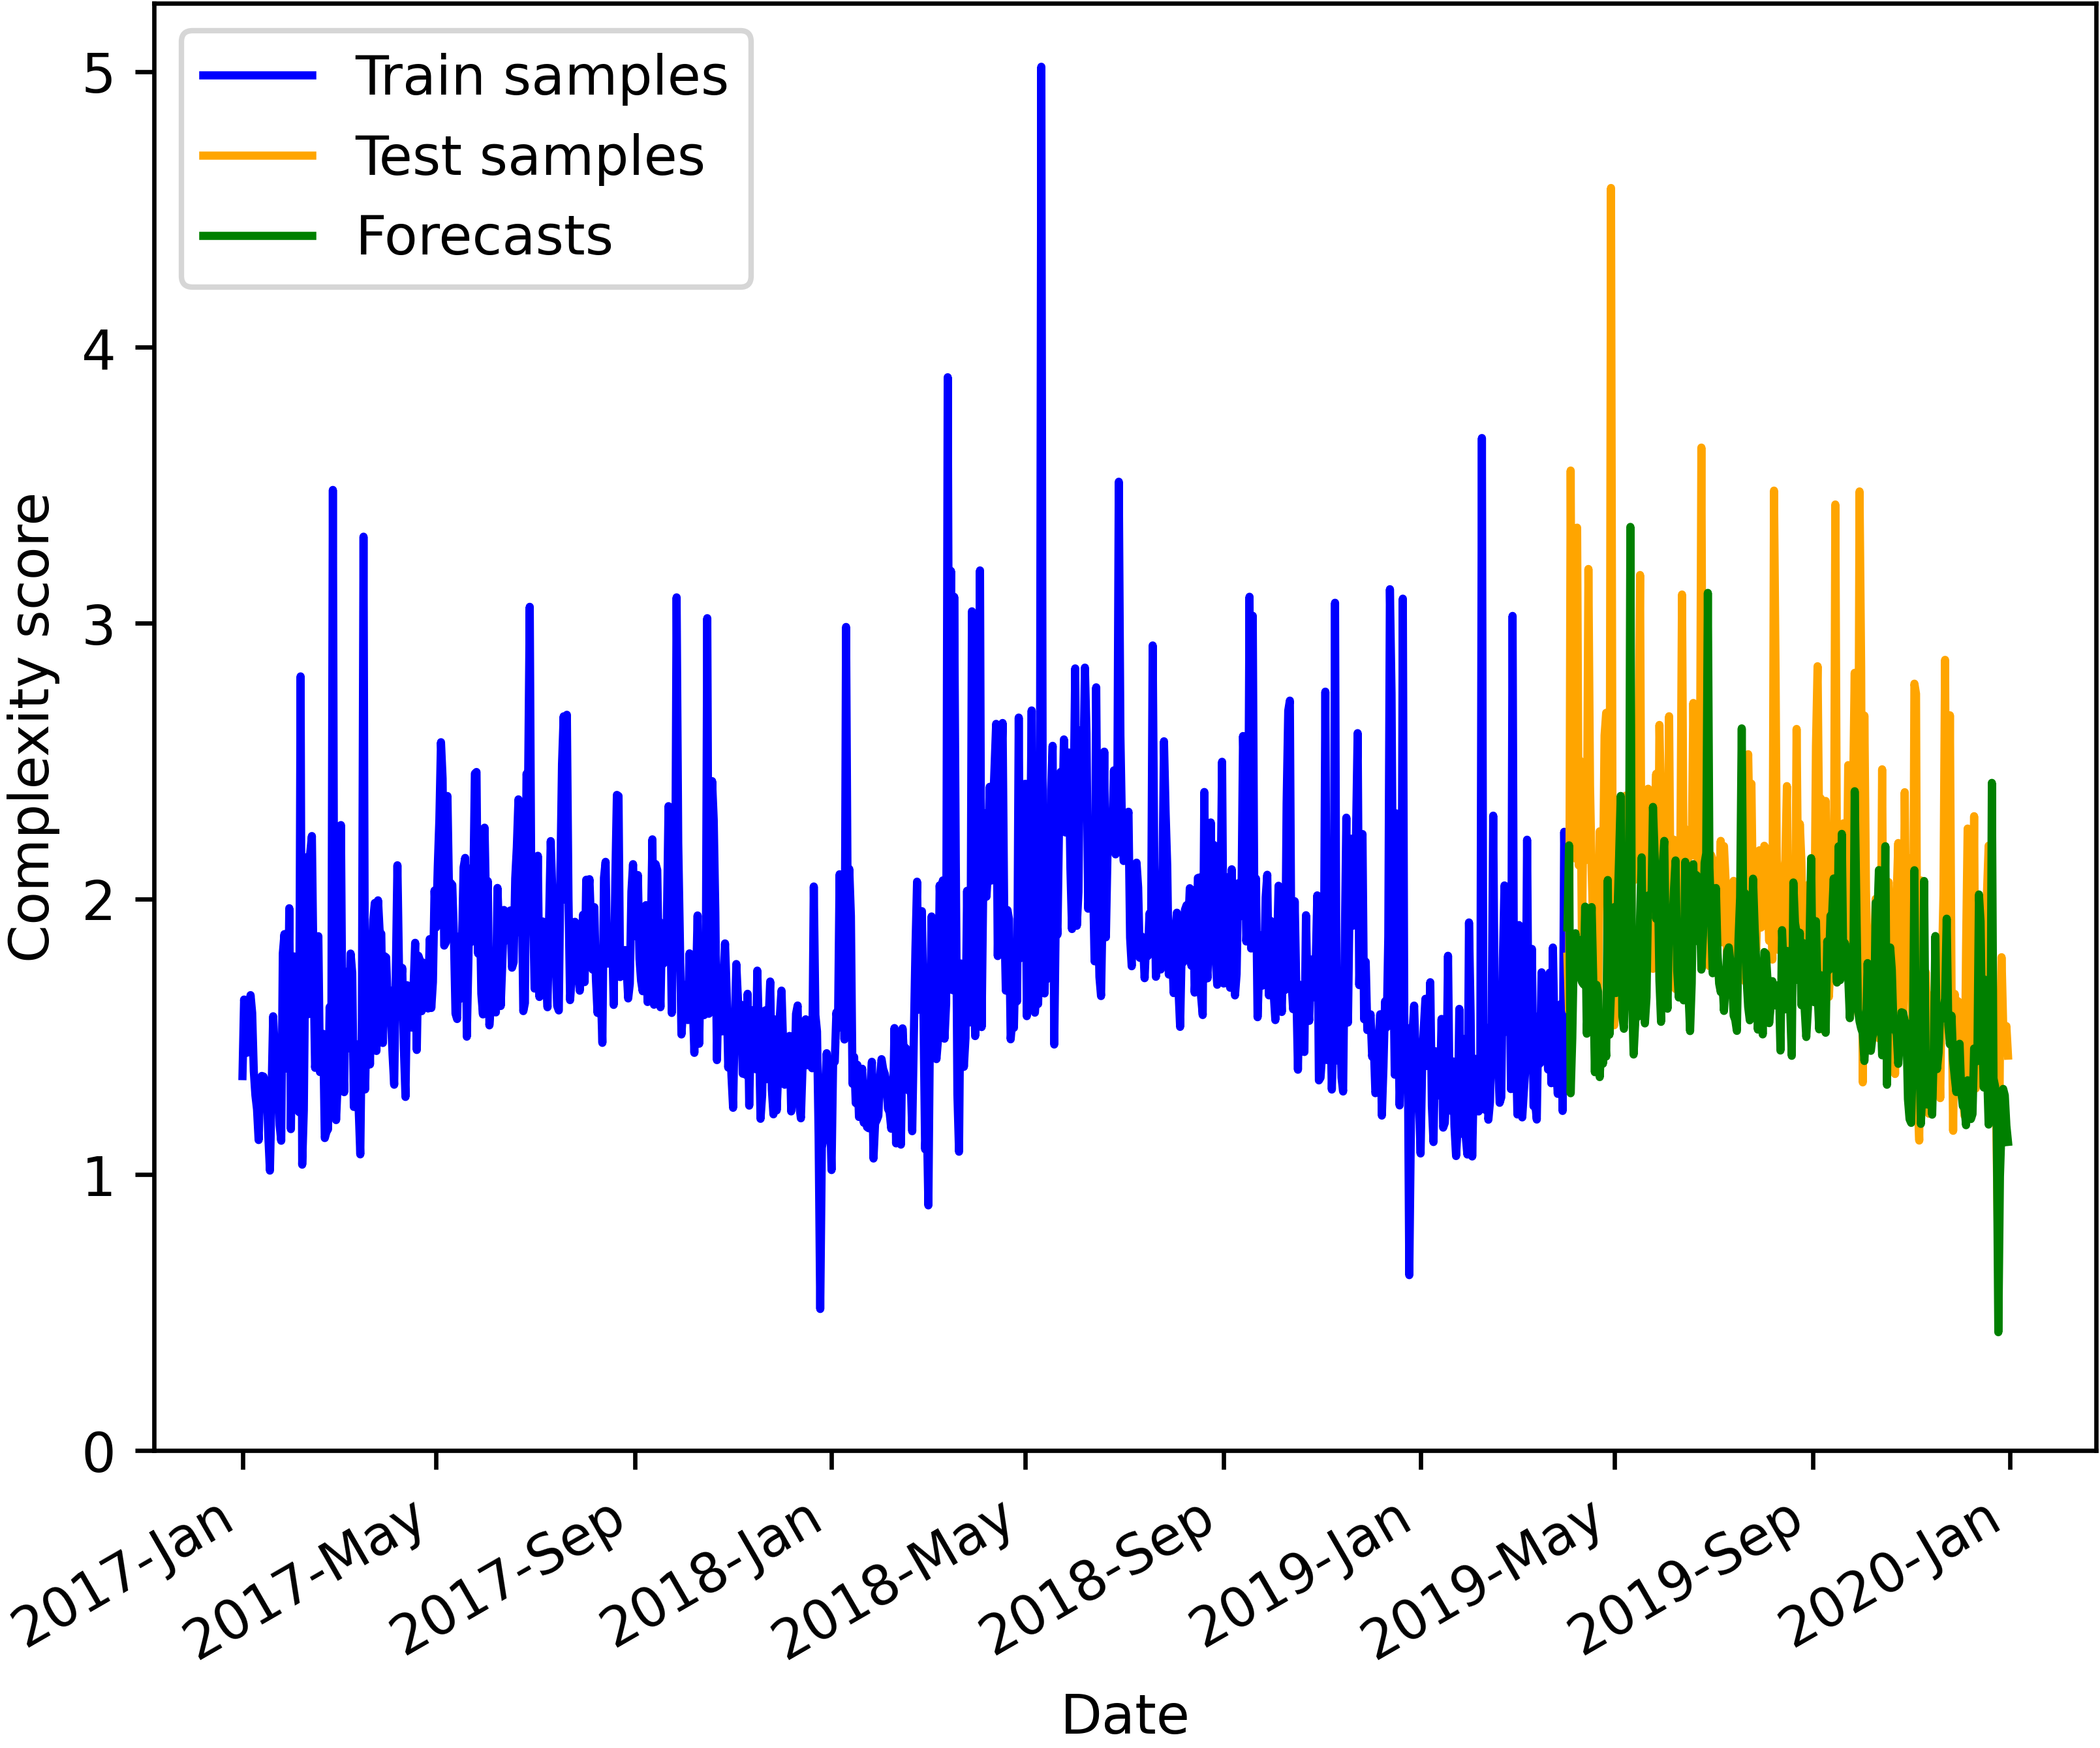 Train samples
Test samples
Forecasts
Complexity score
5
4
3
2
1
0
2017-Jan
2017-May
2017-Sep
2018-Jan
2018-May
2018-Sep
2019-Jan
2019-May
2019-Sep
2020-Jan
Date